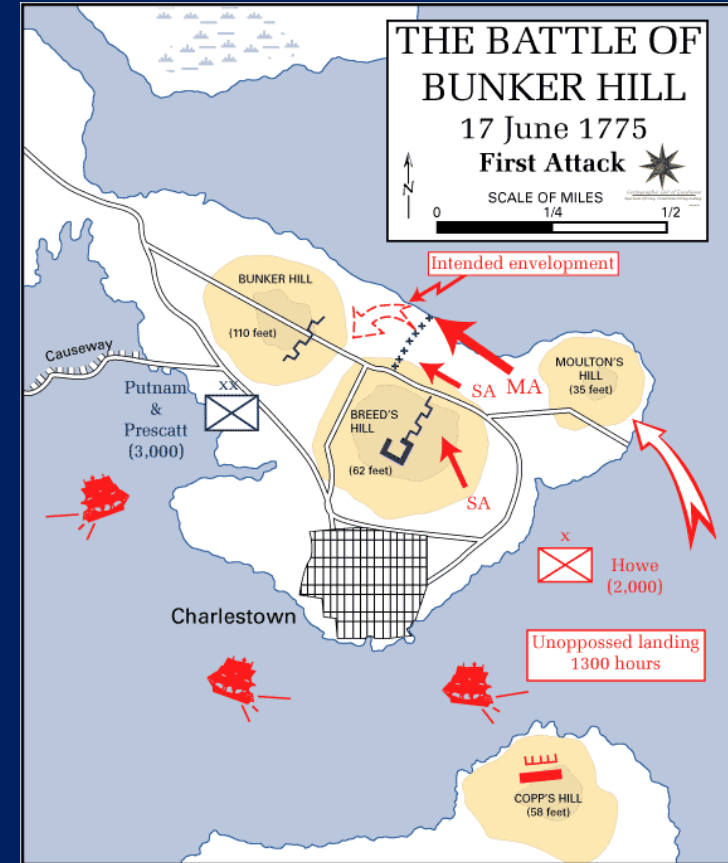 THE BATTLE OF
BUNKER HILL
17 June 1775
First Attack
N
SCALE OF MILES
0 1/4 1/2
Intended envelopment
BUNKER HILL
(110 feet)
MOULTON'S
HILL
(35 feet)
Causeway
SA
MA
xx
Putnam
&
Prescatt
(3,000)
BREED'S
HILL
(62 feet)
SA
x
Howe
(2,000)
Charlestown
Unoppossed landing
1300 hours
COPP'S HILL
(58 feet)